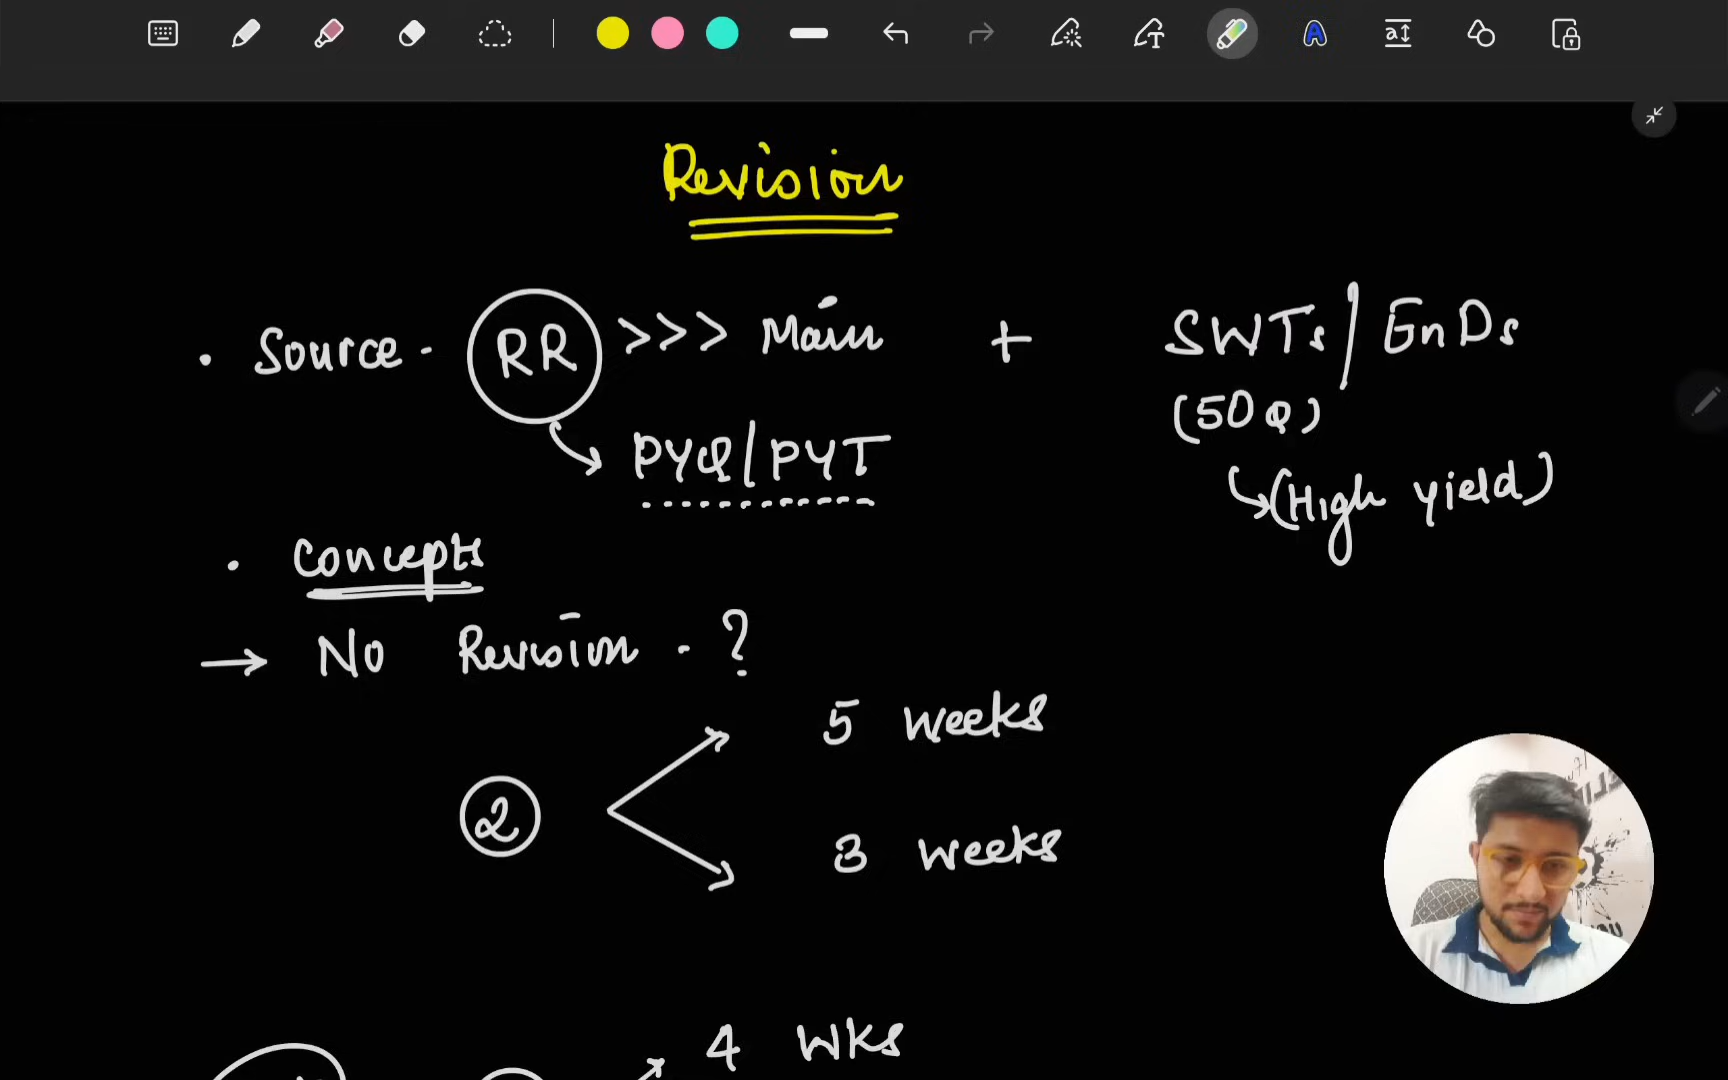 Revision
. Source - RR >>> Main + SWTs / GnDs
(50Q)
PYQ / PYT
(High yield)
. Concepts
→ No Revision - ?
5 weeks
2
3 weeks
4 Wks